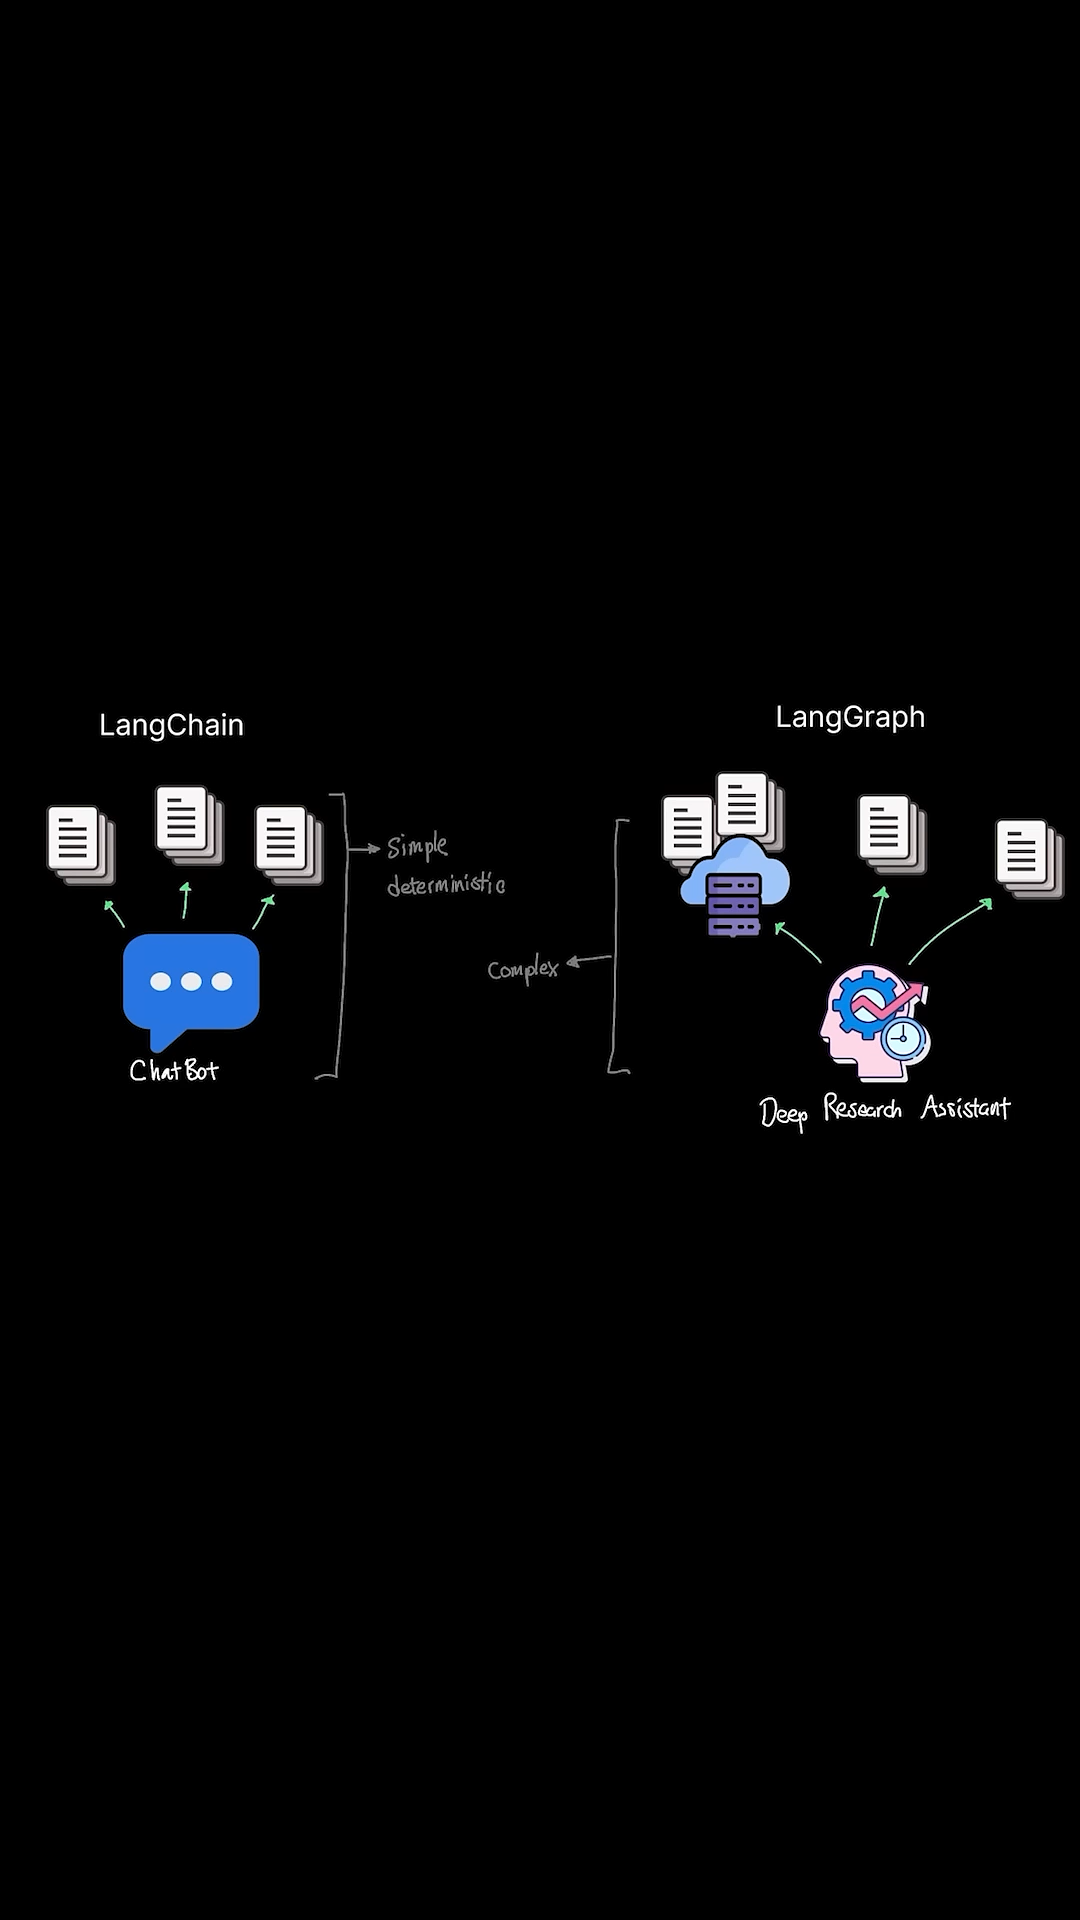 LangChain
LangGraph
Simple
deterministic
Complex
ChatBot
Deep Research Assistant